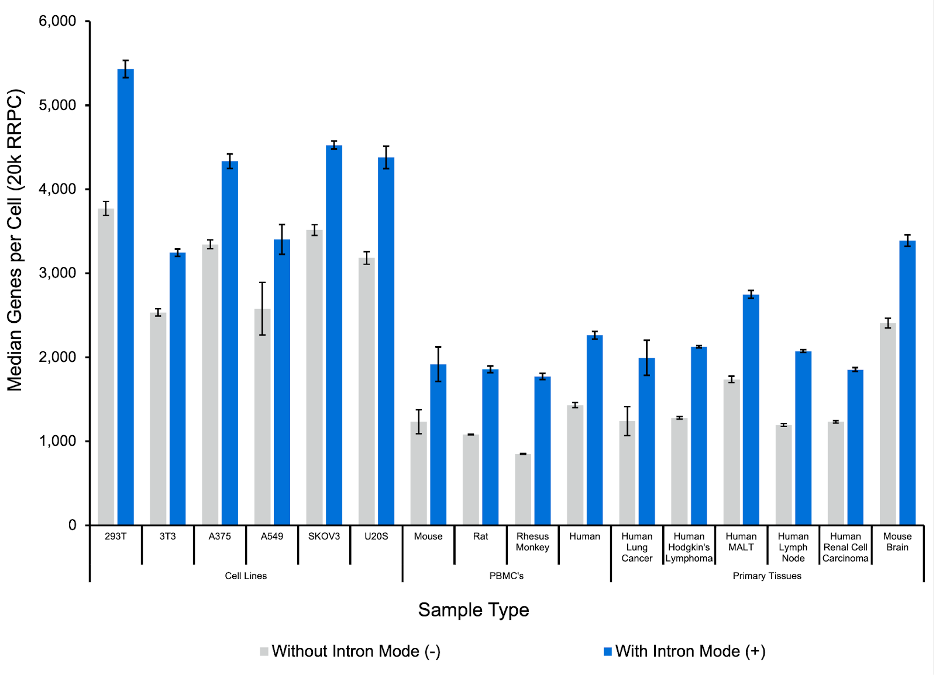 Median Genes per Cell (20k RRPC)
6,000
5,000
4,000
3,000
2,000
1,000
0
293T 3T3 A375 A549 SKOV3 U20S Mouse Rat Rhesus Monkey Human Human Lung Cancer Human Hodgkin's Lymphoma Human MALT Human Lymph Node Human Renal Cell Carcinoma Mouse Brain
Cell Lines PBMC's Primary Tissues
Sample Type
Without Intron Mode (-) With Intron Mode (+)